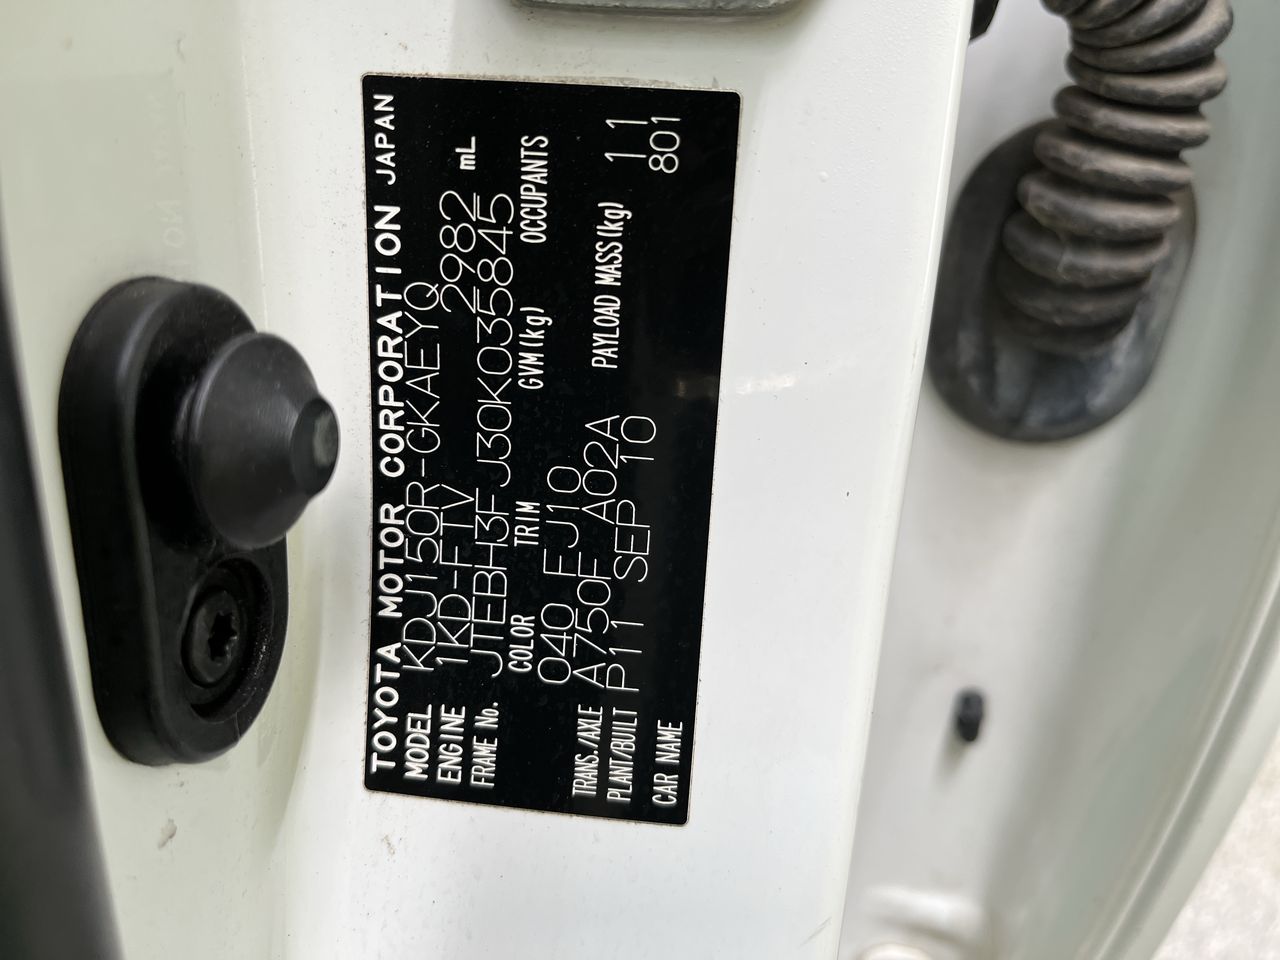 TOYOTA MOTOR CORPORATION JAPAN
MODEL KDJ150R-GKAEYQ
ENGINE 1KD-FTV 2982 mL
FRAME No. JTEBH3FJ30K035845
COLOR TRIM GVM(kg) OCCUPANTS
040 FJ10
TRANS./AXLE A750F A02A PAYLOAD MASS(kg)
PLANT/BUILT P11 SEP 10 11
CAR NAME 801